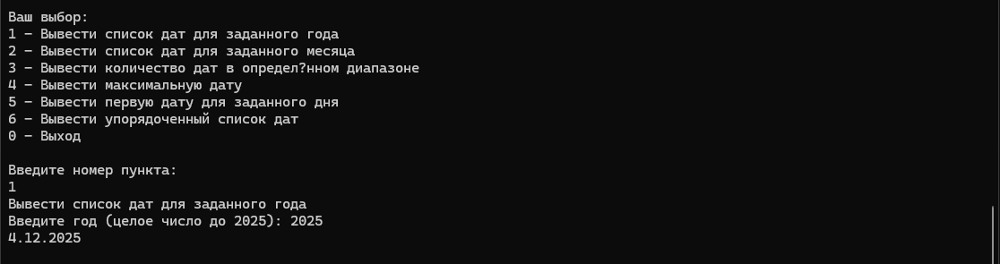 Ваш выбор:
1 – Вывести список дат для заданного года
2 – Вывести список дат для заданного месяца
3 – Вывести количество дат в определ?нном диапазоне
4 – Вывести максимальную дату
5 – Вывести первую дату для заданного дня
6 – Вывести упорядоченный список дат
0 – Выход
Введите номер пункта:
1
Вывести список дат для заданного года
Введите год (целое число до 2025): 2025
4.12.2025